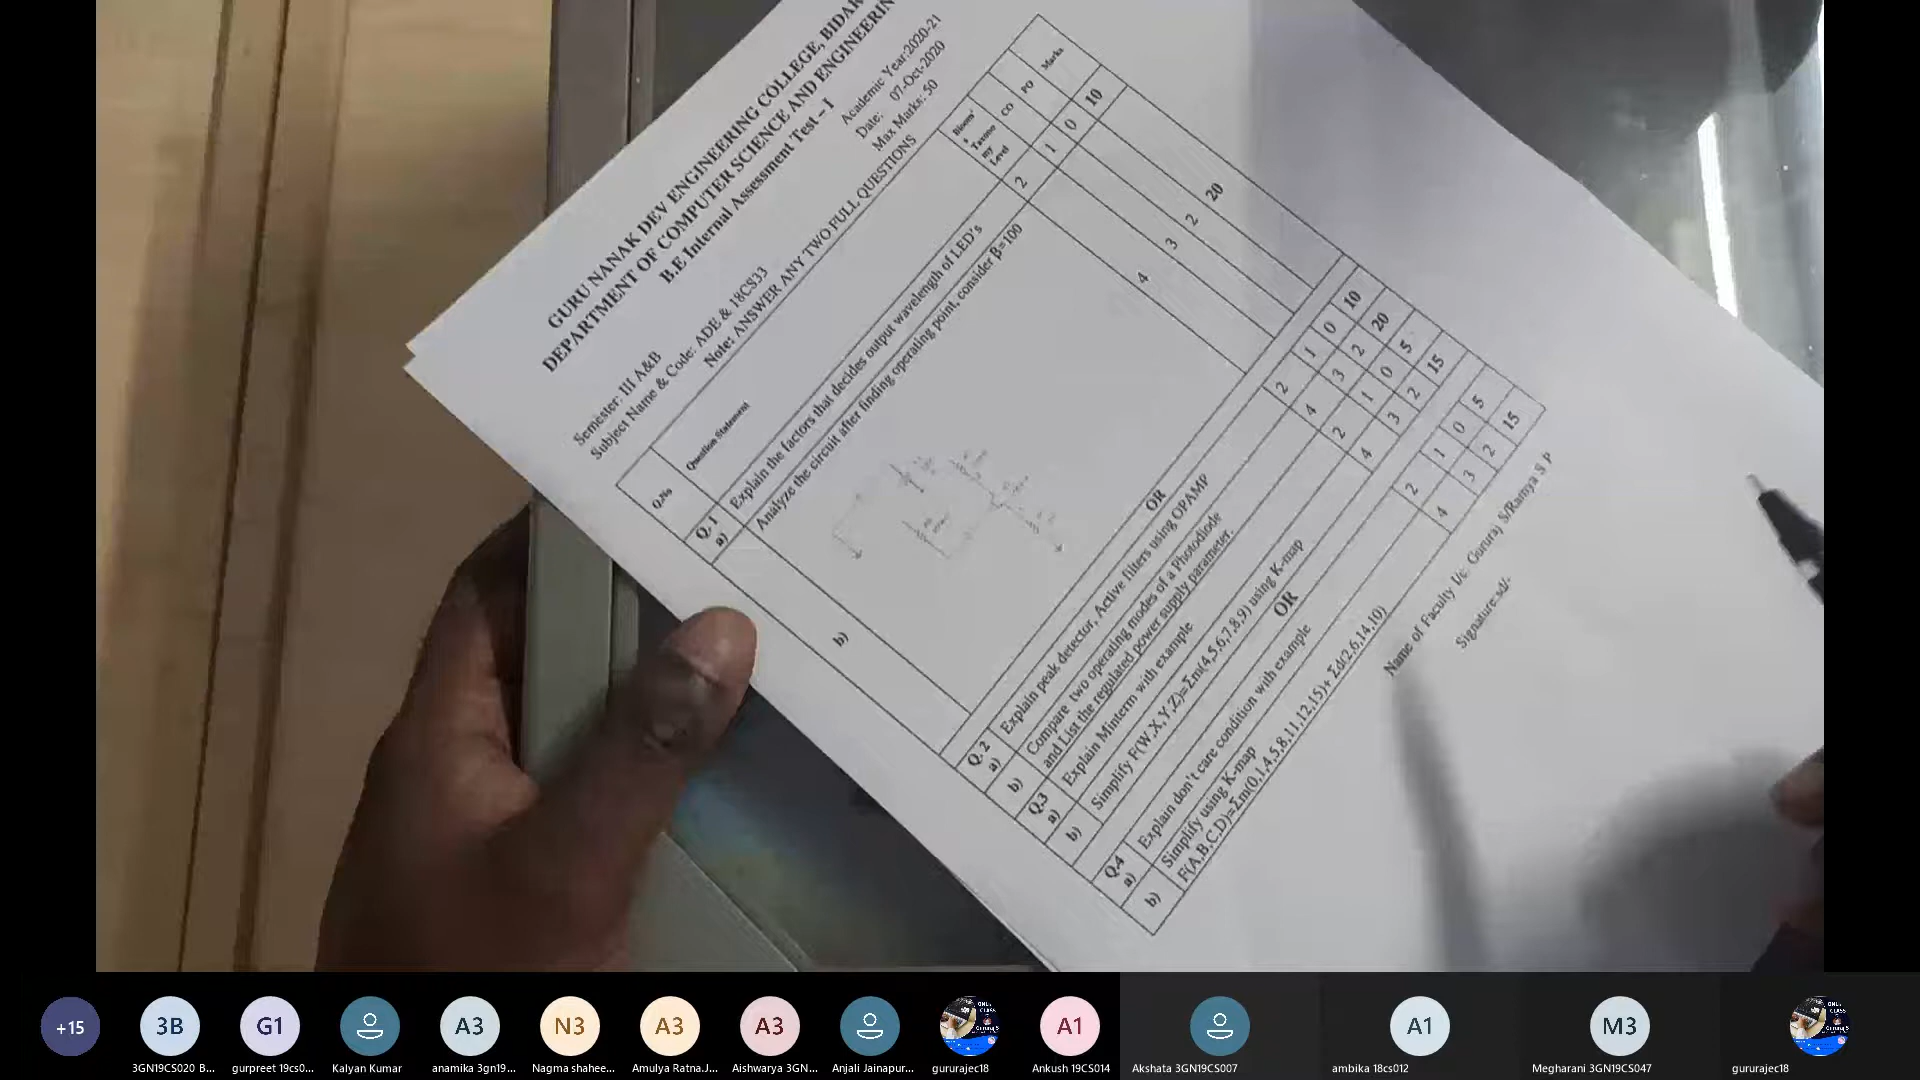 GURU NANAK DEV ENGINEERING COLLEGE, BIDAR
DEPARTMENT OF COMPUTER SCIENCE AND ENGINEERIN
B.E Internal Assessment Test – I
Semester: III A&B
Academic Year:2020-21
Subject Name & Code: ADE & 18CS33
Date: 07-Oct-2020
Max Marks: 50
Note: ANSWER ANY TWO FULL QUESTIONS
Q.No Question Statement Bloom' s Taxono my Level CO PO Marks
Q.1 a) Explain the factors that decides output wavelength of LED's 2 1 0 10
b) Analyze the circuit after finding operating point, consider β=100 4 3 2 20
OR
Q.2 a) Explain peak detector, Active filters using OPAMP 2 1 0 10
b) Compare two operating modes of a Photodiode 4 3 2 20
and List the regulated power supply parameter.
Q.3 a) Explain Minterm with example 2 1 0 5
b) Simplify F(W,X,Y,Z)=Σm(4,5,6,7,8,9) using K-map 4 3 2 15
OR
Q.4 a) Explain don't care condition with example 2 1 0 5
b) Simplify using K-map 4 3 2 15
F(A,B,C,D)=Σm(0,1,4,5,8,11,12,15)+ Σd(2,6,14,10)
Name of Faculty I/c: Gururaj S/Ramya S P
Signature:sd/-
+15
3B
G1
A3
N3
A3
A3
A1
A1
M3
3GN19CS020 B...
gurpreet 19cs0...
Kalyan Kumar
anamika 3gn19...
Nagma shahee...
Amulya Ratna.J...
Aishwarya 3GN...
Anjali Jainapur...
gururajec18
Ankush 19CS014
Akshata 3GN19CS007
ambika 18cs012
Megharani 3GN19CS047
gururajec18